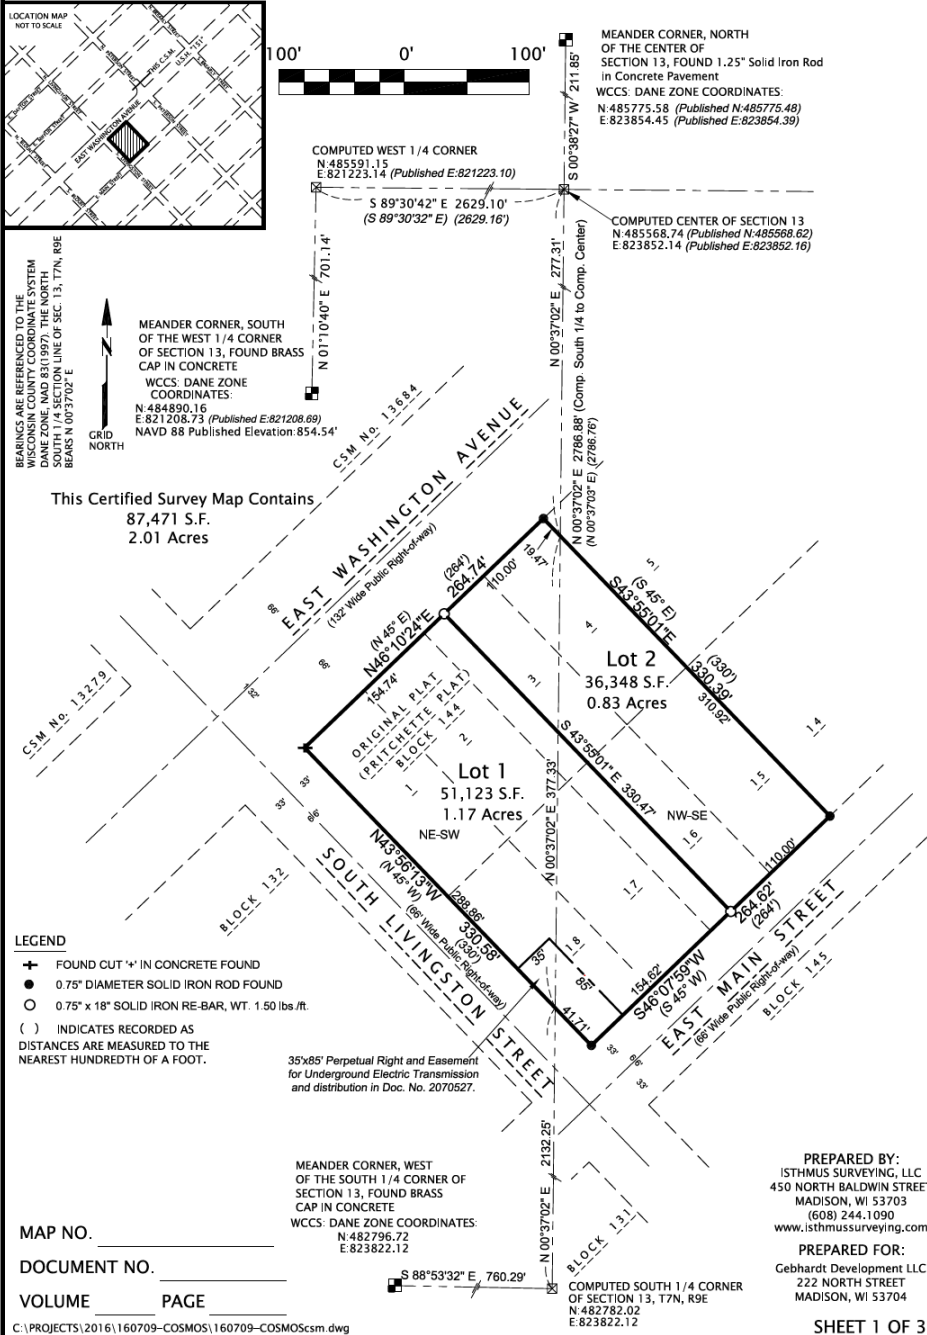 LOCATION MAP
NOT TO SCALE
THIS C.S.M.
U.S.H. "151"
EAST WASHINGTON AVENUE
100' 0' 100'
MEANDER CORNER, NORTH
OF THE CENTER OF
SECTION 13, FOUND 1.25" Solid Iron Rod
in Concrete Pavement
WCCS: DANE ZONE COORDINATES:
N:485775.58 (Published N:485775.48)
E:823854.45 (Published E:823854.39)
S 00°38'27" W 211.85'
COMPUTED WEST 1/4 CORNER
N:485591.15
E:821223.14 (Published E:821223.10)
S 89°30'42" E 2629.10'
(S 89°30'32" E) (2629.16')
COMPUTED CENTER OF SECTION 13
N:485568.74 (Published N:485568.62)
E:823852.14 (Published E:823852.16)
BEARINGS ARE REFERENCED TO THE
WISCONSIN COUNTY COORDINATE SYSTEM
DANE ZONE, NAD 83(1997). THE NORTH
SOUTH 1/4 SECTION LINE OF SEC. 13, T7N, R9E
BEARS N 00°37'02" E
N
GRID
NORTH
MEANDER CORNER, SOUTH
OF THE WEST 1/4 CORNER
OF SECTION 13, FOUND BRASS
CAP IN CONCRETE
WCCS: DANE ZONE
COORDINATES:
N:484890.16
E:821208.73 (Published E:821208.69)
NAVD 88 Published Elevation:854.54'
N 01°10'40" E 701.14'
N 00°37'02" E 277.31'
N 00°37'02" E 2786.88' (Comp. South 1/4 to Comp. Center)
(N 00°37'03" E) (2786.76')
CSM No. 13684
This Certified Survey Map Contains
87,471 S.F.
2.01 Acres
EAST WASHINGTON AVENUE
(132' Wide Public Right-of-way)
66'
66'
132'
(264')
264.74'
110.00'
19.47'
(N 45° E)
N46°10'24"E
154.74'
5
(S 45° E)
S43°55'01"E
(330')
330.39'
310.92'
4
3
Lot 2
36,348 S.F.
0.83 Acres
CSM No. 13279
ORIGINAL PLAT
(PRITCHETTE PLAT)
BLOCK 144
2
1
Lot 1
51,123 S.F.
1.17 Acres
NE-SW
S 43°55'01" E 330.47'
N 00°37'02" E 377.33'
NW-SE
14
15
16
17
18
33'
33'
66'
N43°56'13"W
(N 45° W)
288.86'
330.58'
(330')
(66' Wide Public Right-of-way)
SOUTH LIVINGSTON STREET
BLOCK 132
110.00'
264.62'
(264')
154.62'
S46°07'59"W
(S 45° W)
EAST MAIN STREET
(66' Wide Public Right-of-way)
BLOCK 145
35'
85'
41.71'
33'
66'
33'
LEGEND
FOUND CUT '+' IN CONCRETE FOUND
0.75" DIAMETER SOLID IRON ROD FOUND
0.75" x 18" SOLID IRON RE-BAR, WT. 1.50 lbs./ft.
( ) INDICATES RECORDED AS
DISTANCES ARE MEASURED TO THE
NEAREST HUNDREDTH OF A FOOT.
35'x85' Perpetual Right and Easement
for Underground Electric Transmission
and distribution in Doc. No. 2070527.
N 00°37'02" E 2132.25'
MEANDER CORNER, WEST
OF THE SOUTH 1/4 CORNER OF
SECTION 13, FOUND BRASS
CAP IN CONCRETE
WCCS: DANE ZONE COORDINATES:
N:482796.72
E:823822.12
S 88°53'32" E 760.29'
BLOCK 131
COMPUTED SOUTH 1/4 CORNER
OF SECTION 13, T7N, R9E
N:482782.02
E:823822.12
PREPARED BY:
ISTHMUS SURVEYING, LLC
450 NORTH BALDWIN STREET
MADISON, WI 53703
(608) 244.1090
www.isthmussurveying.com
PREPARED FOR:
Gebhardt Development LLC
222 NORTH STREET
MADISON, WI 53704
MAP NO.
DOCUMENT NO.
VOLUME PAGE
C:\PROJECTS\2016\160709-COSMOS\160709-COSMOScsm.dwg
SHEET 1 OF 3